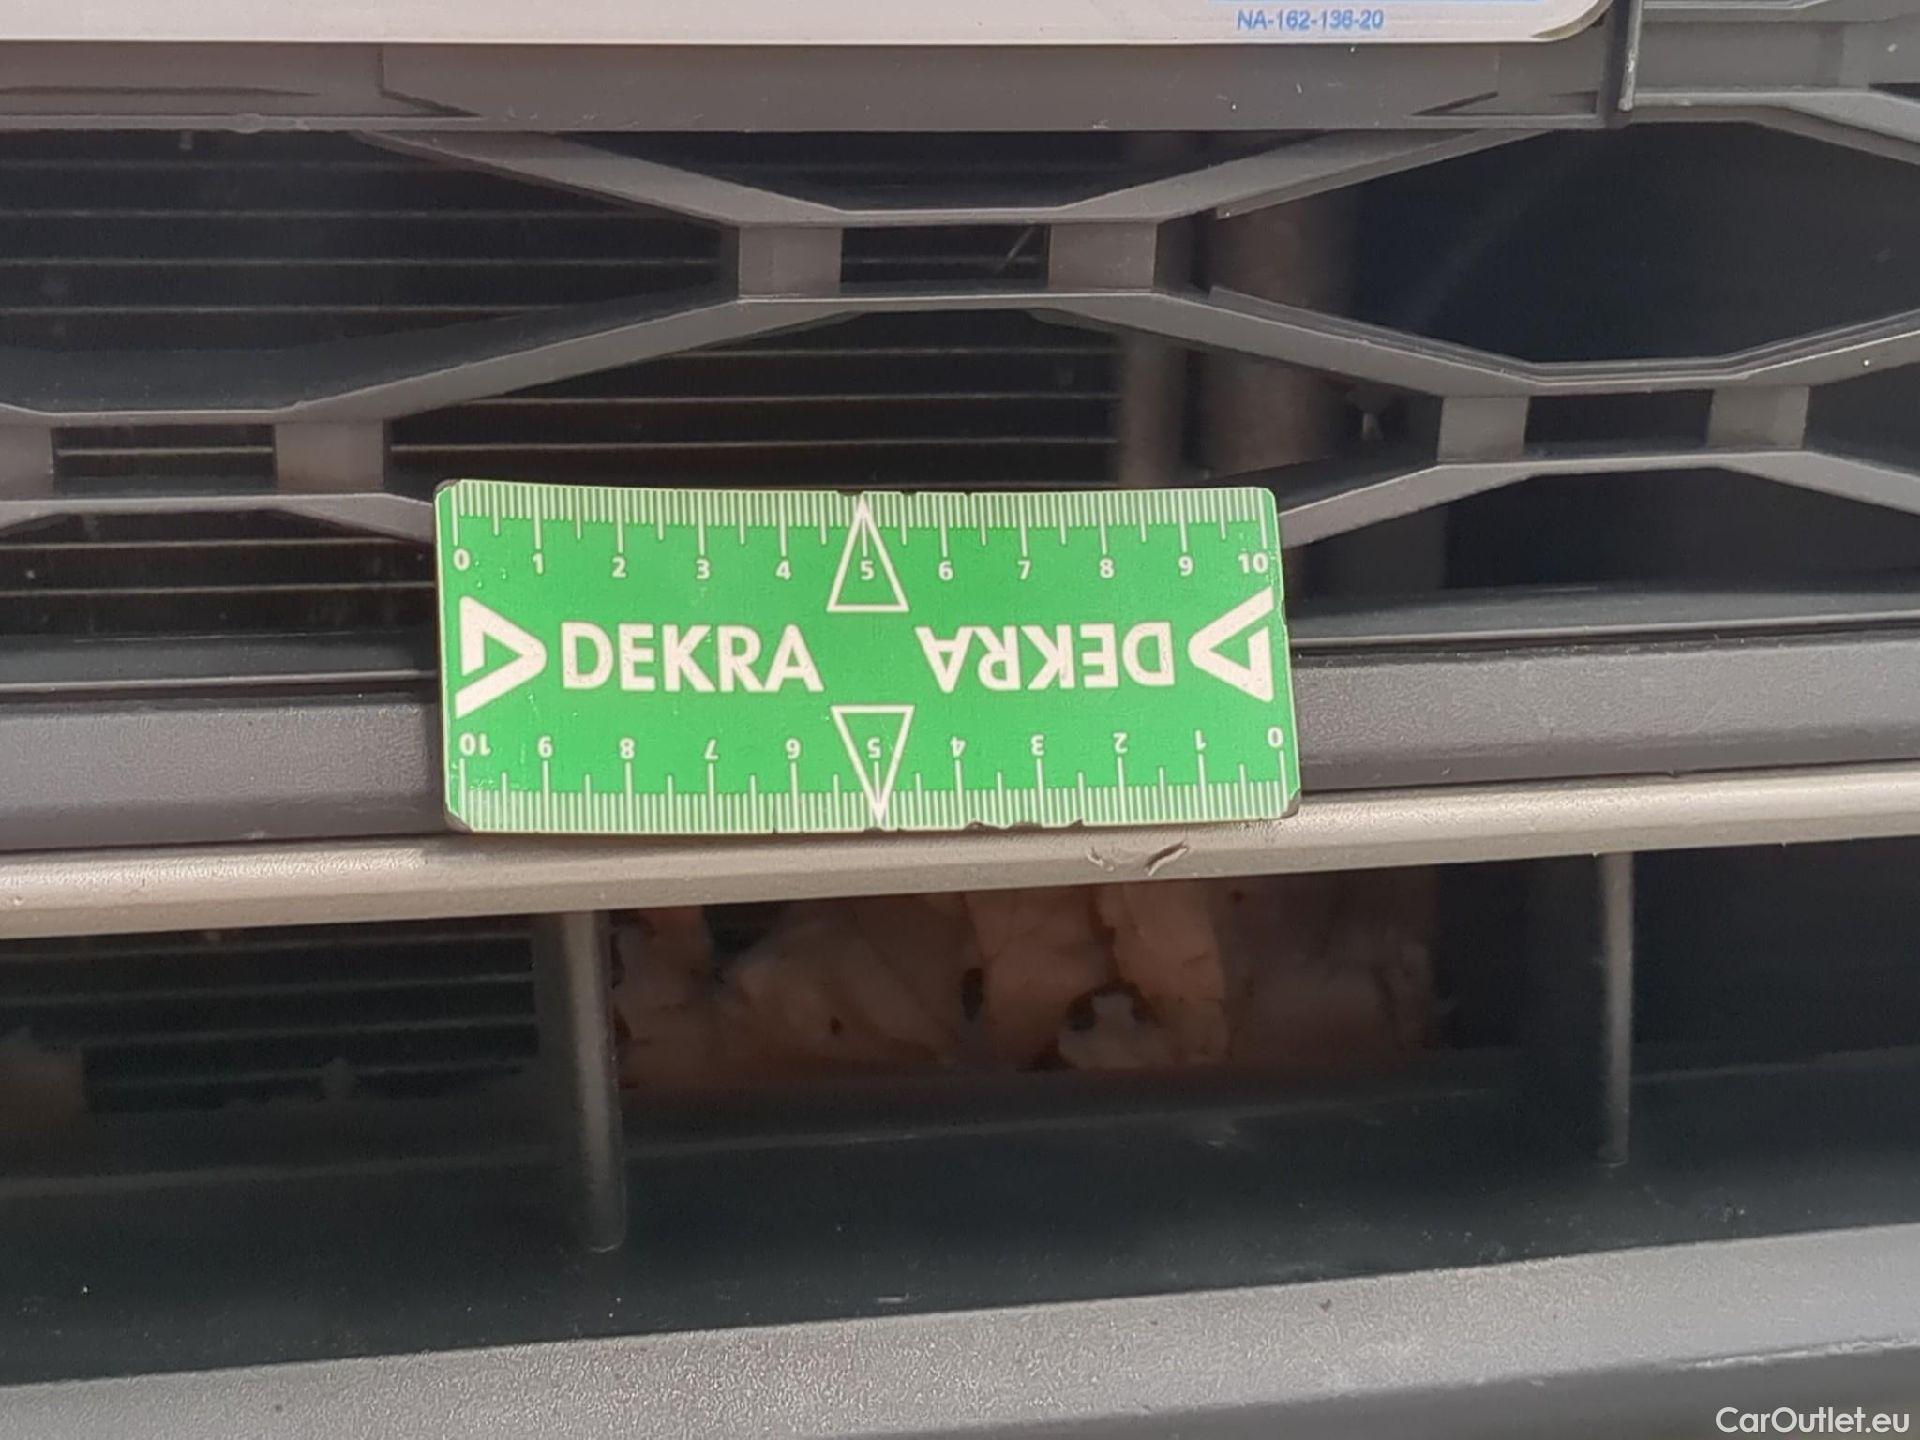 NA-162-136-20
0 1 2 3 4 5 6 7 8 9 10
DEKRA DEKRA
10 9 8 7 6 5 4 3 2 1 0
CarOutlet.eu